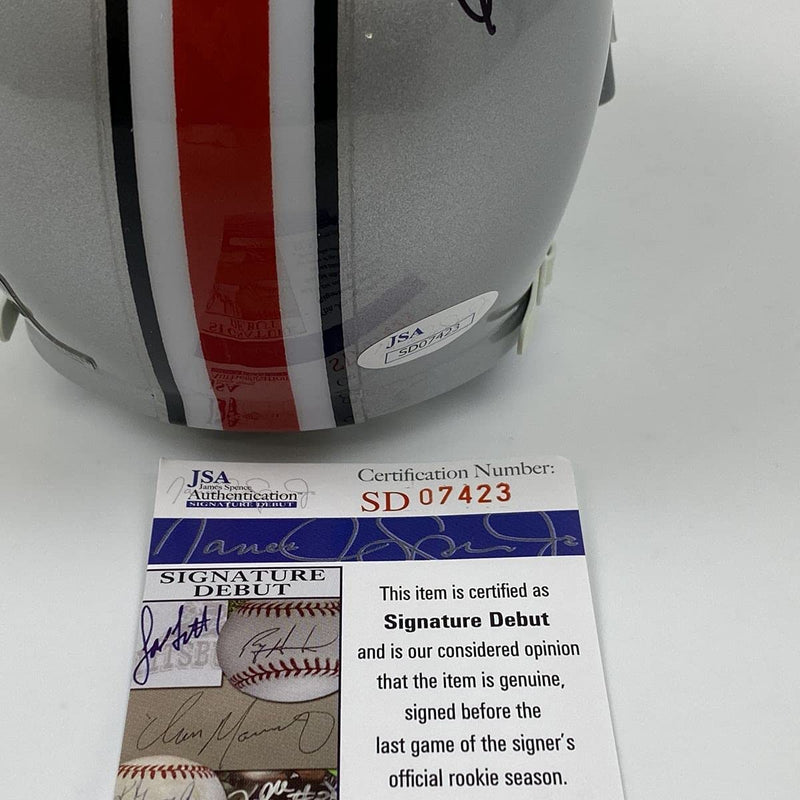 JSA
SD07423
JSA
James Spence
Authentication
SIGNATURE DEBUT
Certification Number:
SD 07423
SIGNATURE
DEBUT
This item is certified as
Signature Debut
and is our considered opinion
that the item is genuine,
signed before the
last game of the signer's
official rookie season.